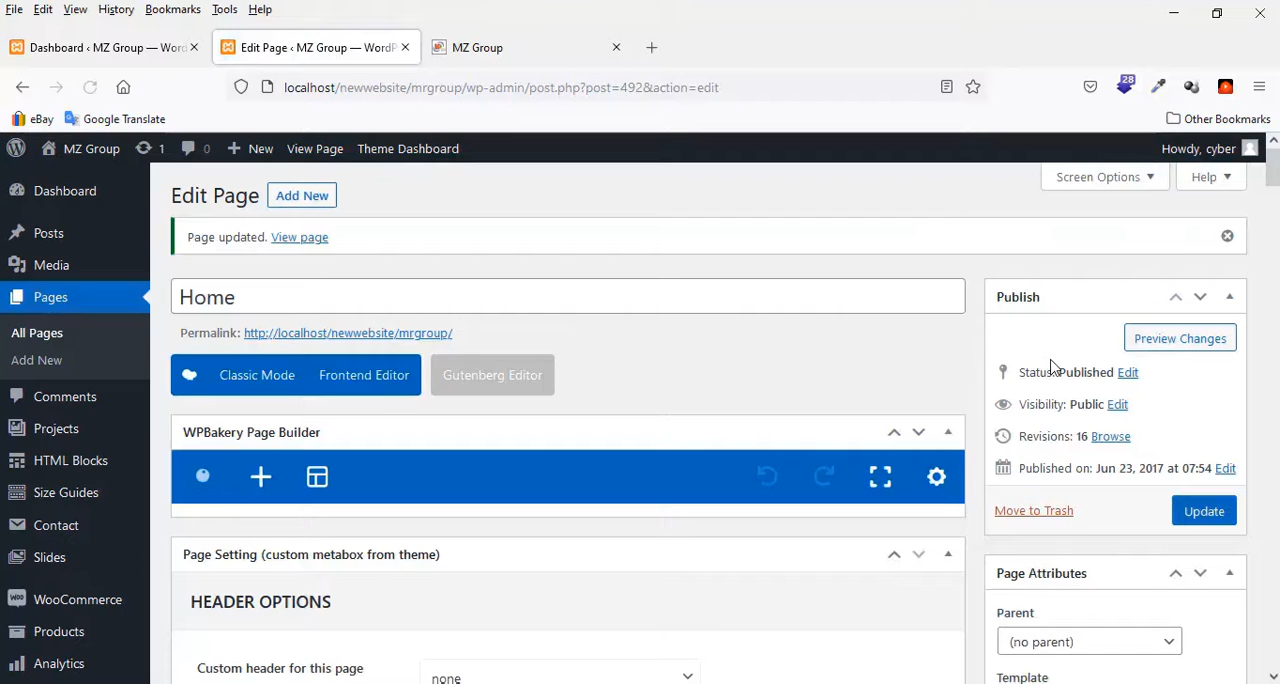 File Edit View History Bookmarks Tools Help
Dashboard ‹ MZ Group — Word
Edit Page ‹ MZ Group — WordP
MZ Group
localhost/newwebsite/mrgroup/wp-admin/post.php?post=492&action=edit
28
eBay Google Translate Other Bookmarks
MZ Group 1 0 New View Page Theme Dashboard Howdy, cyber
Dashboard
Posts
Media
Pages
All Pages
Add New
Comments
Projects
HTML Blocks
Size Guides
Contact
Slides
WooCommerce
Products
Analytics
Screen Options Help
Edit Page Add New
Page updated. View page
Home
Permalink: http://localhost/newwebsite/mrgroup/
Classic Mode Frontend Editor Gutenberg Editor
WPBakery Page Builder
Page Setting (custom metabox from theme)
HEADER OPTIONS
Custom header for this page none
Publish
Preview Changes
Status: Published Edit
Visibility: Public Edit
Revisions: 16 Browse
Published on: Jun 23, 2017 at 07:54 Edit
Move to Trash Update
Page Attributes
Parent
(no parent)
Template